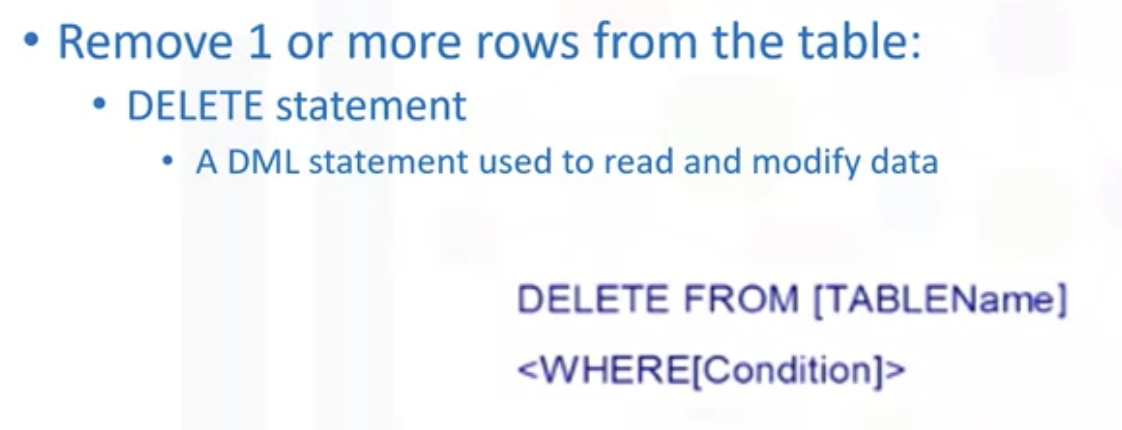 • Remove 1 or more rows from the table:
• DELETE statement
• A DML statement used to read and modify data
DELETE FROM [TABLEName]
<WHERE[Condition]>